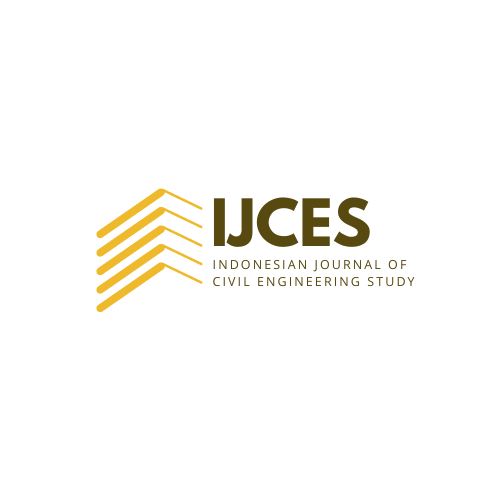 IJCES
INDONESIAN JOURNAL OF
CIVIL ENGINEERING STUDY